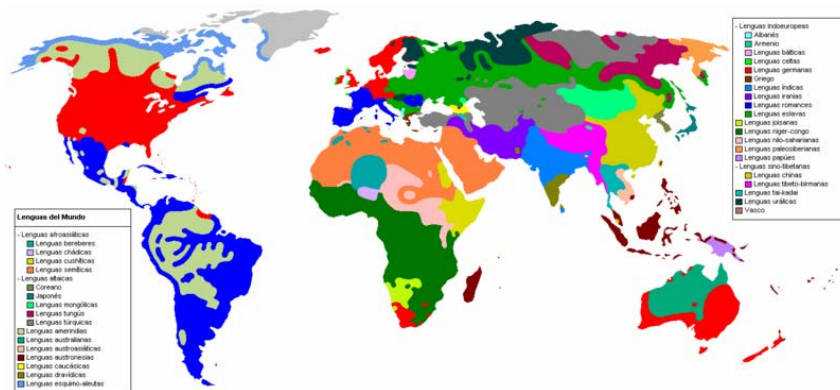 Lenguas del Mundo
- Lenguas afroasiáticas
Lenguas bereberes
Lenguas chádicas
Lenguas cushíticas
Lenguas semíticas
- Lenguas altaicas
Coreano
Japonés
Lenguas mongólicas
Lenguas tungús
Lenguas túrquicas
Lenguas amerindias
Lenguas australianas
Lenguas austroasiáticas
Lenguas austronesias
Lenguas caucásicas
Lenguas dravídicas
Lenguas esquimo-aleutas
- Lenguas indoeuropeas
Albanés
Armenio
Lenguas bálticas
Lenguas celtas
Lenguas germanas
Griego
Lenguas índicas
Lenguas iranias
Lenguas romances
Lenguas eslavas
Lenguas joisanas
Lenguas niger-congo
Lenguas nilo-saharianas
Lenguas paleosiberianas
Lenguas papúes
- Lenguas sino-tibetanas
Lenguas chinas
Lenguas tibeto-birmanas
Lenguas tai-kadai
Lenguas urálicas
Vasco